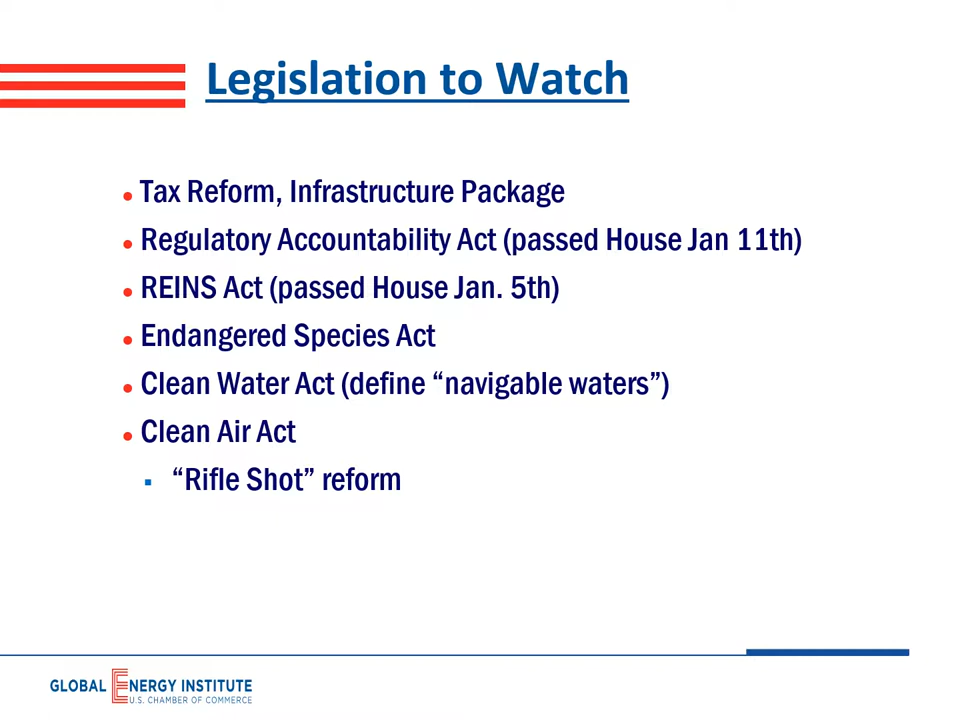 Legislation to Watch
Tax Reform, Infrastructure Package
Regulatory Accountability Act (passed House Jan 11th)
REINS Act (passed House Jan. 5th)
Endangered Species Act
Clean Water Act (define “navigable waters”)
Clean Air Act
“Rifle Shot” reform
GLOBAL ENERGY INSTITUTE
U.S. CHAMBER OF COMMERCE